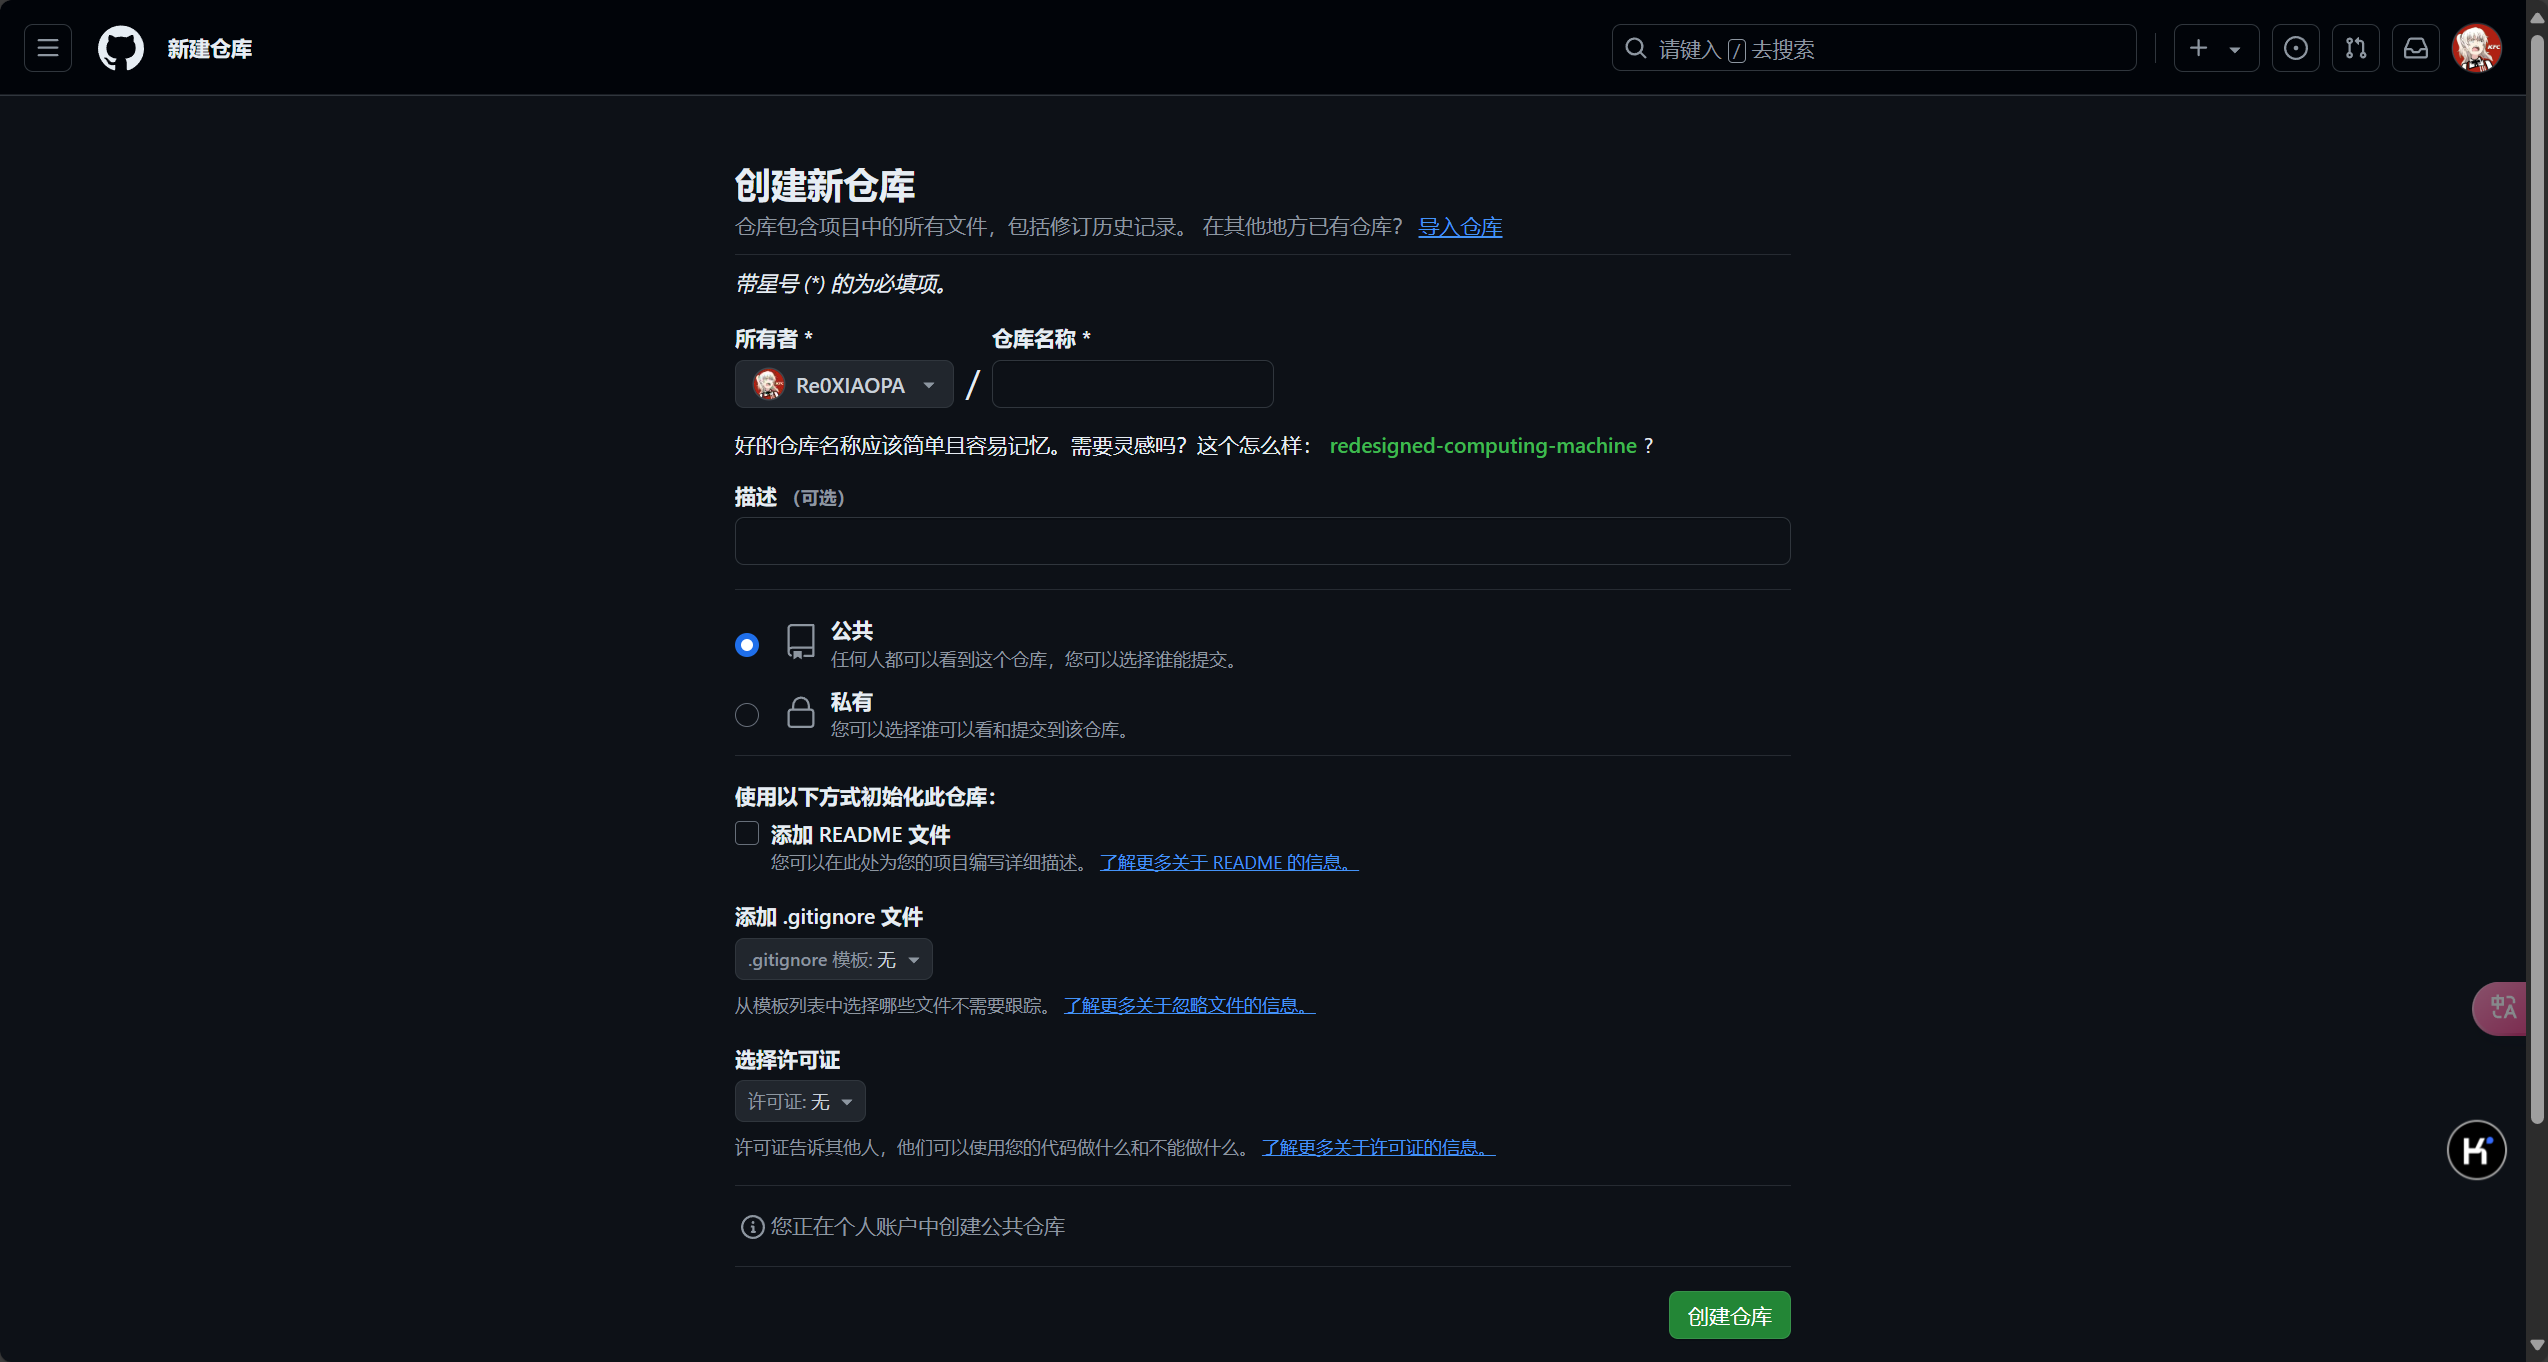 新建仓库
请键入 / 去搜索
创建新仓库
仓库包含项目中的所有文件，包括修订历史记录。 在其他地方已有仓库？ 导入仓库
带星号 (*) 的为必填项。
所有者 * 仓库名称 *
Re0XIAOPA /
好的仓库名称应该简单且容易记忆。需要灵感吗？这个怎么样： redesigned-computing-machine ?
描述 （可选）
公共
任何人都可以看到这个仓库，您可以选择谁能提交。
私有
您可以选择谁可以看和提交到该仓库。
使用以下方式初始化此仓库：
添加 README 文件
您可以在此处为您的项目编写详细描述。 了解更多关于 README 的信息。
添加 .gitignore 文件
.gitignore 模板: 无
从模板列表中选择哪些文件不需要跟踪。 了解更多关于忽略文件的信息。
中A
选择许可证
许可证: 无
许可证告诉其他人，他们可以使用您的代码做什么和不能做什么。 了解更多关于许可证的信息。
K
您正在个人账户中创建公共仓库
创建仓库